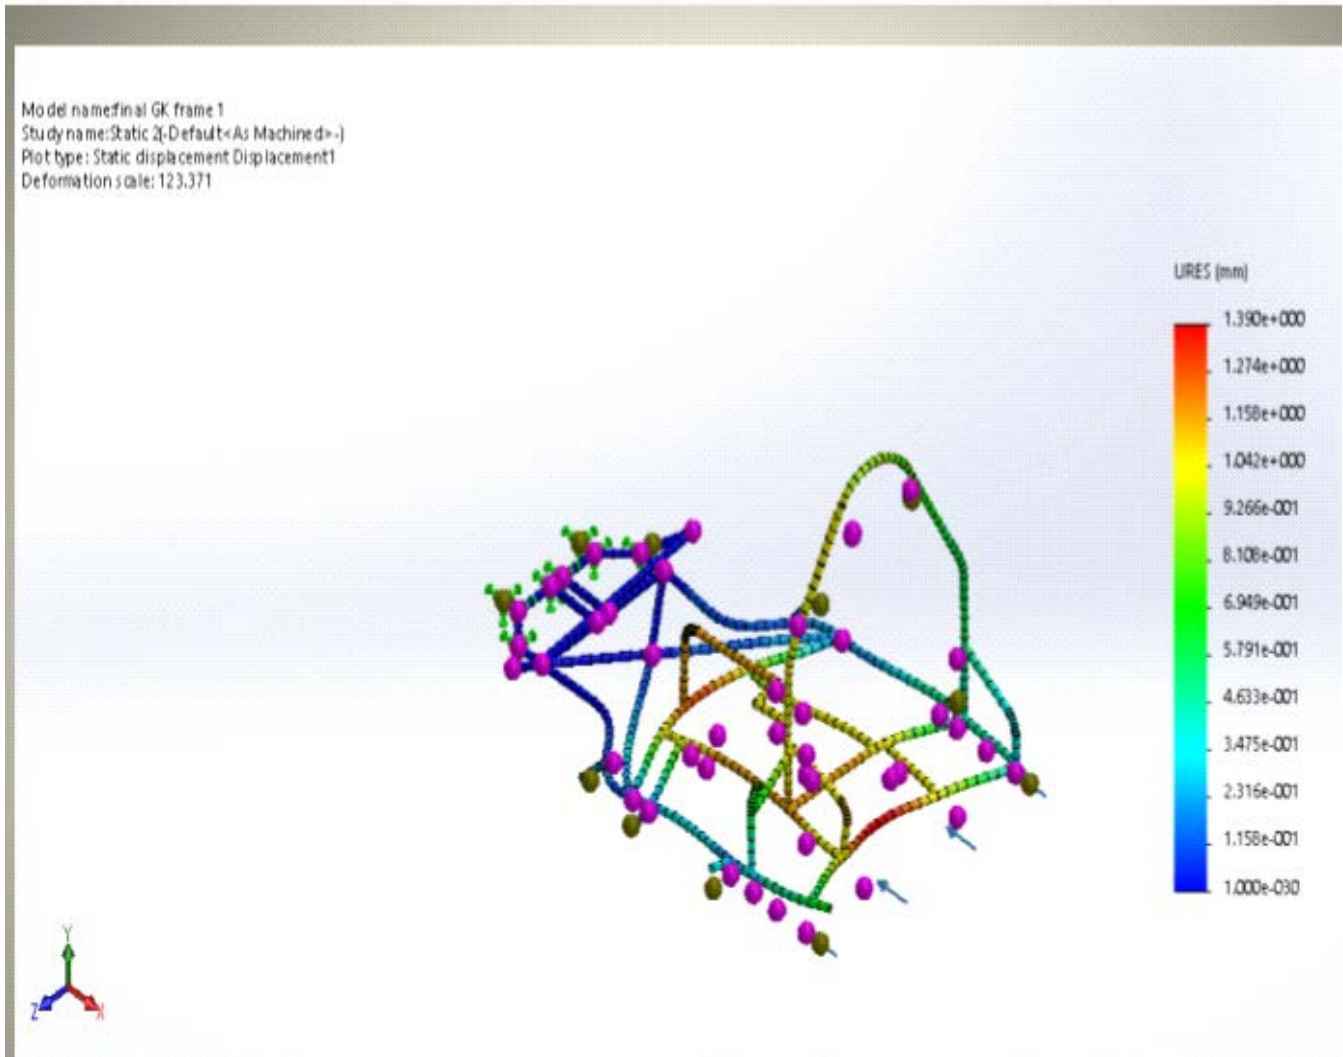 Model name:final GK frame 1
Study name:Static 2(-Default<As Machined>-)
Plot type: Static displacement Displacement1
Deformation scale: 123.371
URES (mm)
1.390e+000
1.274e+000
1.158e+000
1.042e+000
9.266e-001
8.108e-001
6.949e-001
5.791e-001
4.633e-001
3.475e-001
2.316e-001
1.158e-001
1.000e-030
Y
Z
X